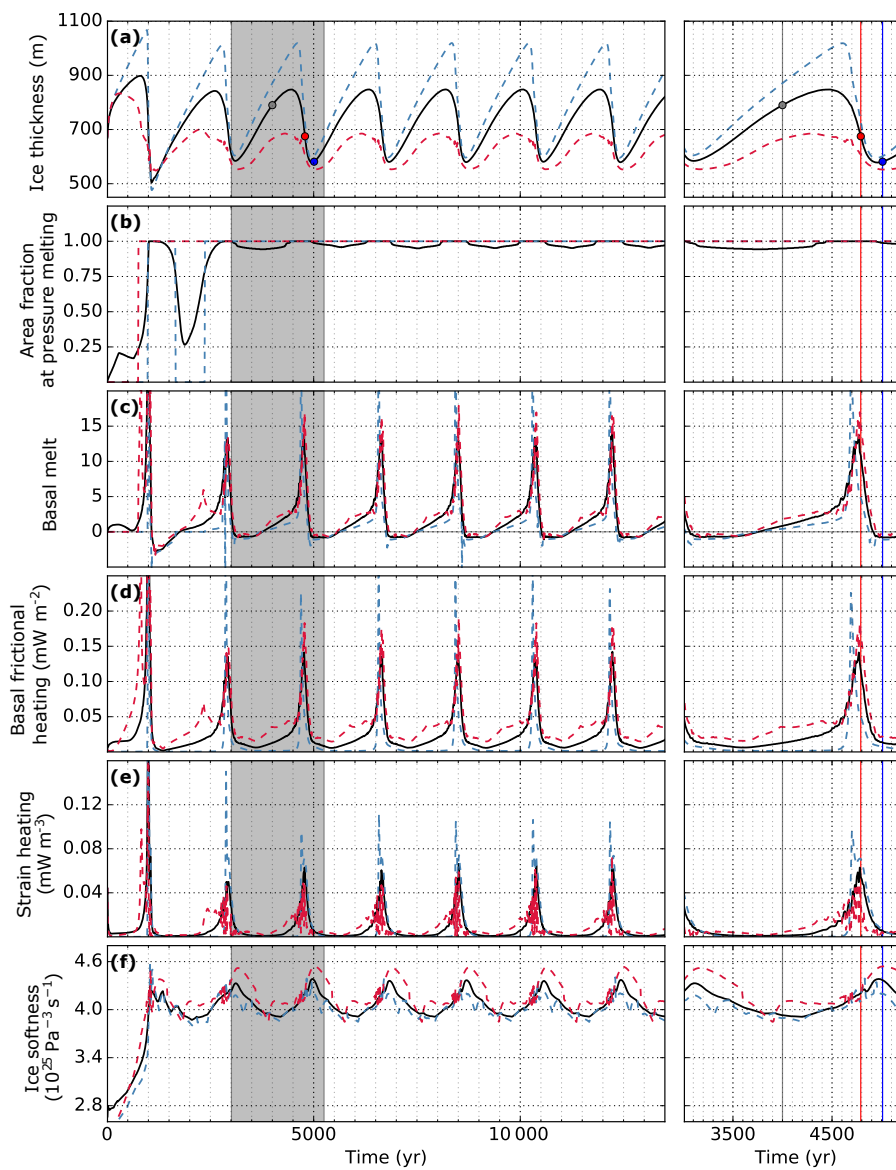 1100
(a)
900
700
500
Ice thickness (m)
(b)
1.00
0.75
0.50
0.25
Area fraction
at pressure melting
(c)
15
10
5
0
Basal melt
(d)
0.20
0.15
0.10
0.05
Basal frictional
heating (mW m⁻²)
(e)
0.12
0.08
0.04
Strain heating
(mW m⁻³)
(f)
4.6
4.0
3.4
2.8
Ice softness
(10²⁵ Pa⁻³ s⁻¹)
0 5000 10 000 3500 4500
Time (yr) Time (yr)